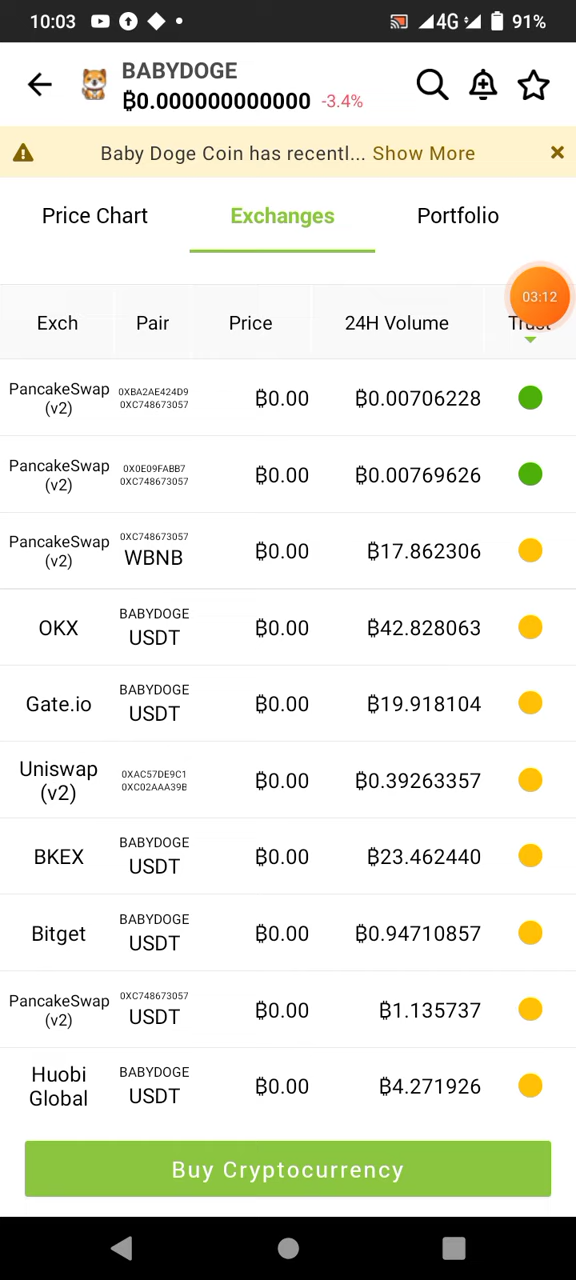 10:03 4G 91%
BABYDOGE
₿0.000000000000 -3.4%
Baby Doge Coin has recentl... Show More ×
Price Chart Exchanges Portfolio
03:12
Exch Pair Price 24H Volume Trust
PancakeSwap (v2) 0XBA2AE424D9 0XC748673057 ₿0.00 ₿0.00706228
PancakeSwap (v2) 0X0E09FABB7 0XC748673057 ₿0.00 ₿0.00769626
PancakeSwap (v2) 0XC748673057 WBNB ₿0.00 ₿17.862306
OKX BABYDOGE USDT ₿0.00 ₿42.828063
Gate.io BABYDOGE USDT ₿0.00 ₿19.918104
Uniswap (v2) 0XAC57DE9C1 0XC02AAA39B ₿0.00 ₿0.39263357
BKEX BABYDOGE USDT ₿0.00 ₿23.462440
Bitget BABYDOGE USDT ₿0.00 ₿0.94710857
PancakeSwap (v2) 0XC748673057 USDT ₿0.00 ₿1.135737
Huobi Global BABYDOGE USDT ₿0.00 ₿4.271926
Buy Cryptocurrency